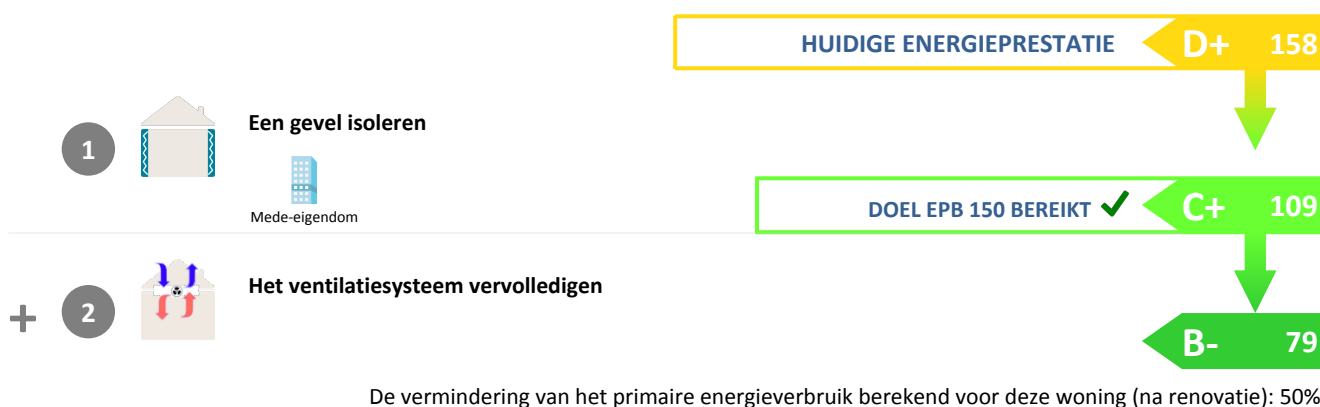 HUIDIGE ENERGIEPRESTATIE D+ 158
1 Een gevel isoleren
Mede-eigendom
DOEL EPB 150 BEREIKT ✔ C+ 109
+ 2 Het ventilatiesysteem vervolledigen
B- 79
De vermindering van het primaire energieverbruik berekend voor deze woning (na renovatie): 50%